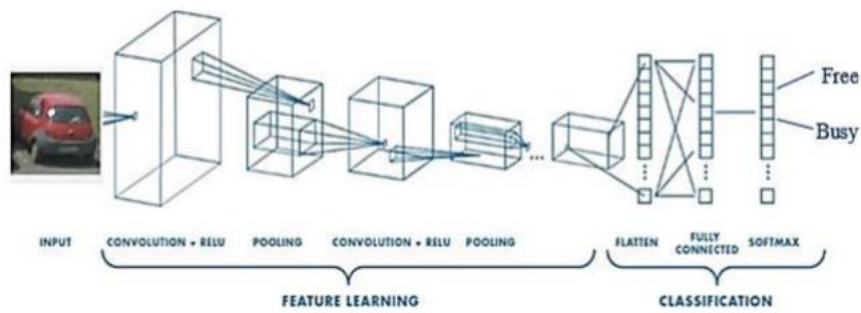 Free
Busy
...
INPUT CONVOLUTION + RELU POOLING CONVOLUTION + RELU POOLING FLATTEN FULLY CONNECTED SOFTMAX
FEATURE LEARNING CLASSIFICATION